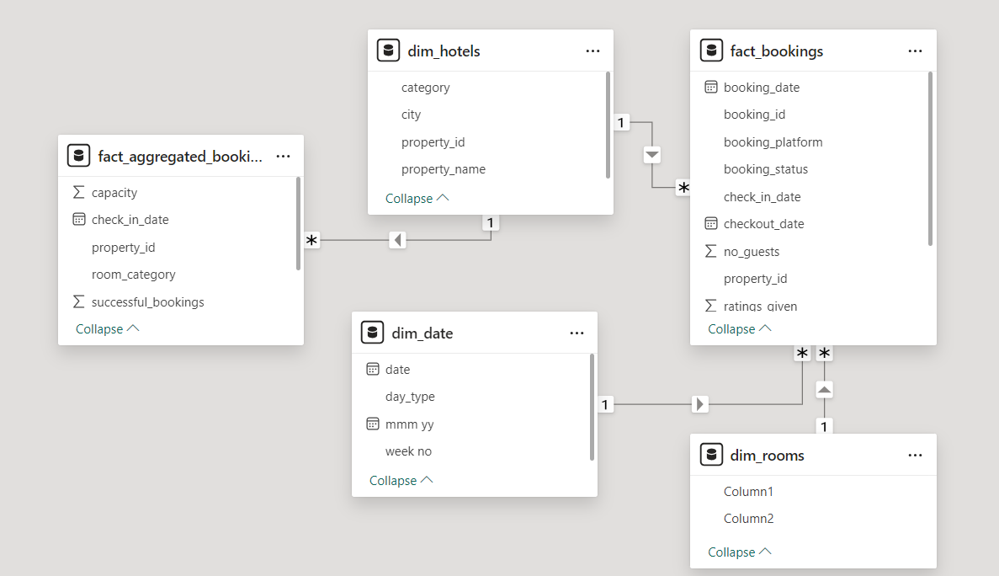 dim_hotels
category
city
property_id
property_name
Collapse
fact_bookings
booking_date
booking_id
booking_platform
booking_status
check_in_date
checkout_date
no_guests
property_id
ratings_given
Collapse
fact_aggregated_booki...
capacity
check_in_date
property_id
room_category
successful_bookings
Collapse
1
*
1
*
dim_date
date
day_type
mmm yy
week no
Collapse
1
*
*
1
dim_rooms
Column1
Column2
Collapse